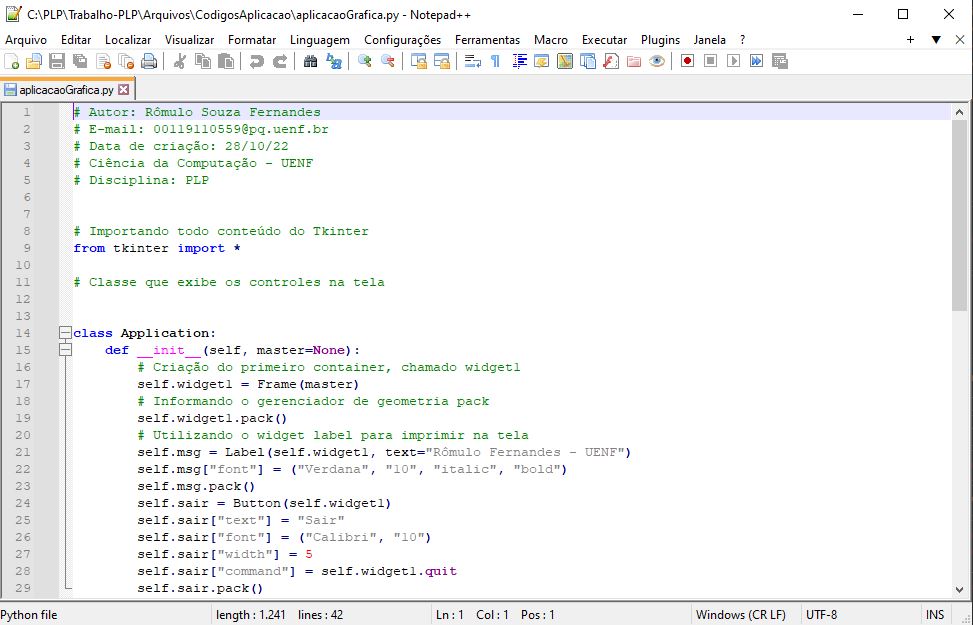 C:\PLP\Trabalho-PLP\Arquivos\CodigosAplicacao\aplicacaoGrafica.py - Notepad++
Arquivo Editar Localizar Visualizar Formatar Linguagem Configurações Ferramentas Macro Executar Plugins Janela ? + ▼ X
aplicacaoGrafica.py
1 # Autor: Rômulo Souza Fernandes
2 # E-mail: 00119110559@pq.uenf.br
3 # Data de criação: 28/10/22
4 # Ciência da Computação - UENF
5 # Disciplina: PLP
6
7
8 # Importando todo conteúdo do Tkinter
9 from tkinter import *
10
11 # Classe que exibe os controles na tela
12
13
14 class Application:
15     def __init__(self, master=None):
16         # Criação do primeiro container, chamado widget1
17         self.widget1 = Frame(master)
18         # Informando o gerenciador de geometria pack
19         self.widget1.pack()
20         # Utilizando o widget label para imprimir na tela
21         self.msg = Label(self.widget1, text="Rômulo Fernandes - UENF")
22         self.msg["font"] = ("Verdana", "10", "italic", "bold")
23         self.msg.pack()
24         self.sair = Button(self.widget1)
25         self.sair["text"] = "Sair"
26         self.sair["font"] = ("Calibri", "10")
27         self.sair["width"] = 5
28         self.sair["command"] = self.widget1.quit
29         self.sair.pack()
Python file length : 1.241 lines : 42 Ln : 1 Col : 1 Pos : 1 Windows (CR LF) UTF-8 INS